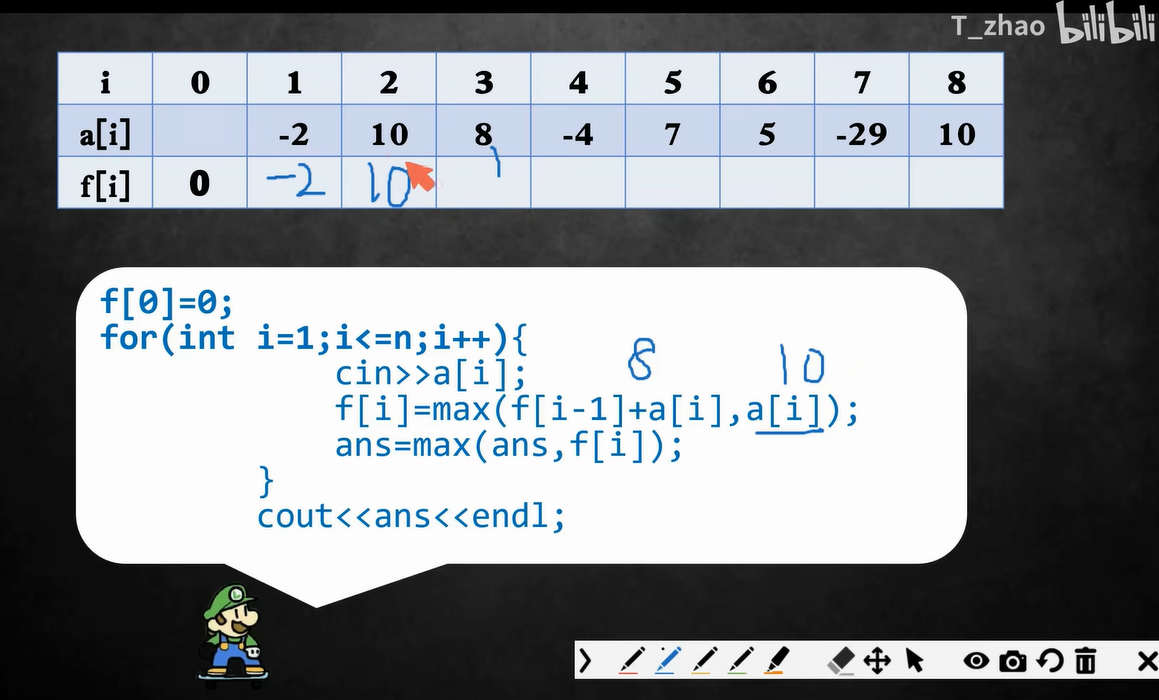 T_zhao bilibili
i 0 1 2 3 4 5 6 7 8
a[i] -2 10 8 -4 7 5 -29 10
f[i] 0 -2 10
f[0]=0;
for(int i=1;i<=n;i++){
cin>>a[i];
8 10
f[i]=max(f[i-1]+a[i],a[i]);
ans=max(ans,f[i]);
}
cout<<ans<<endl;
L